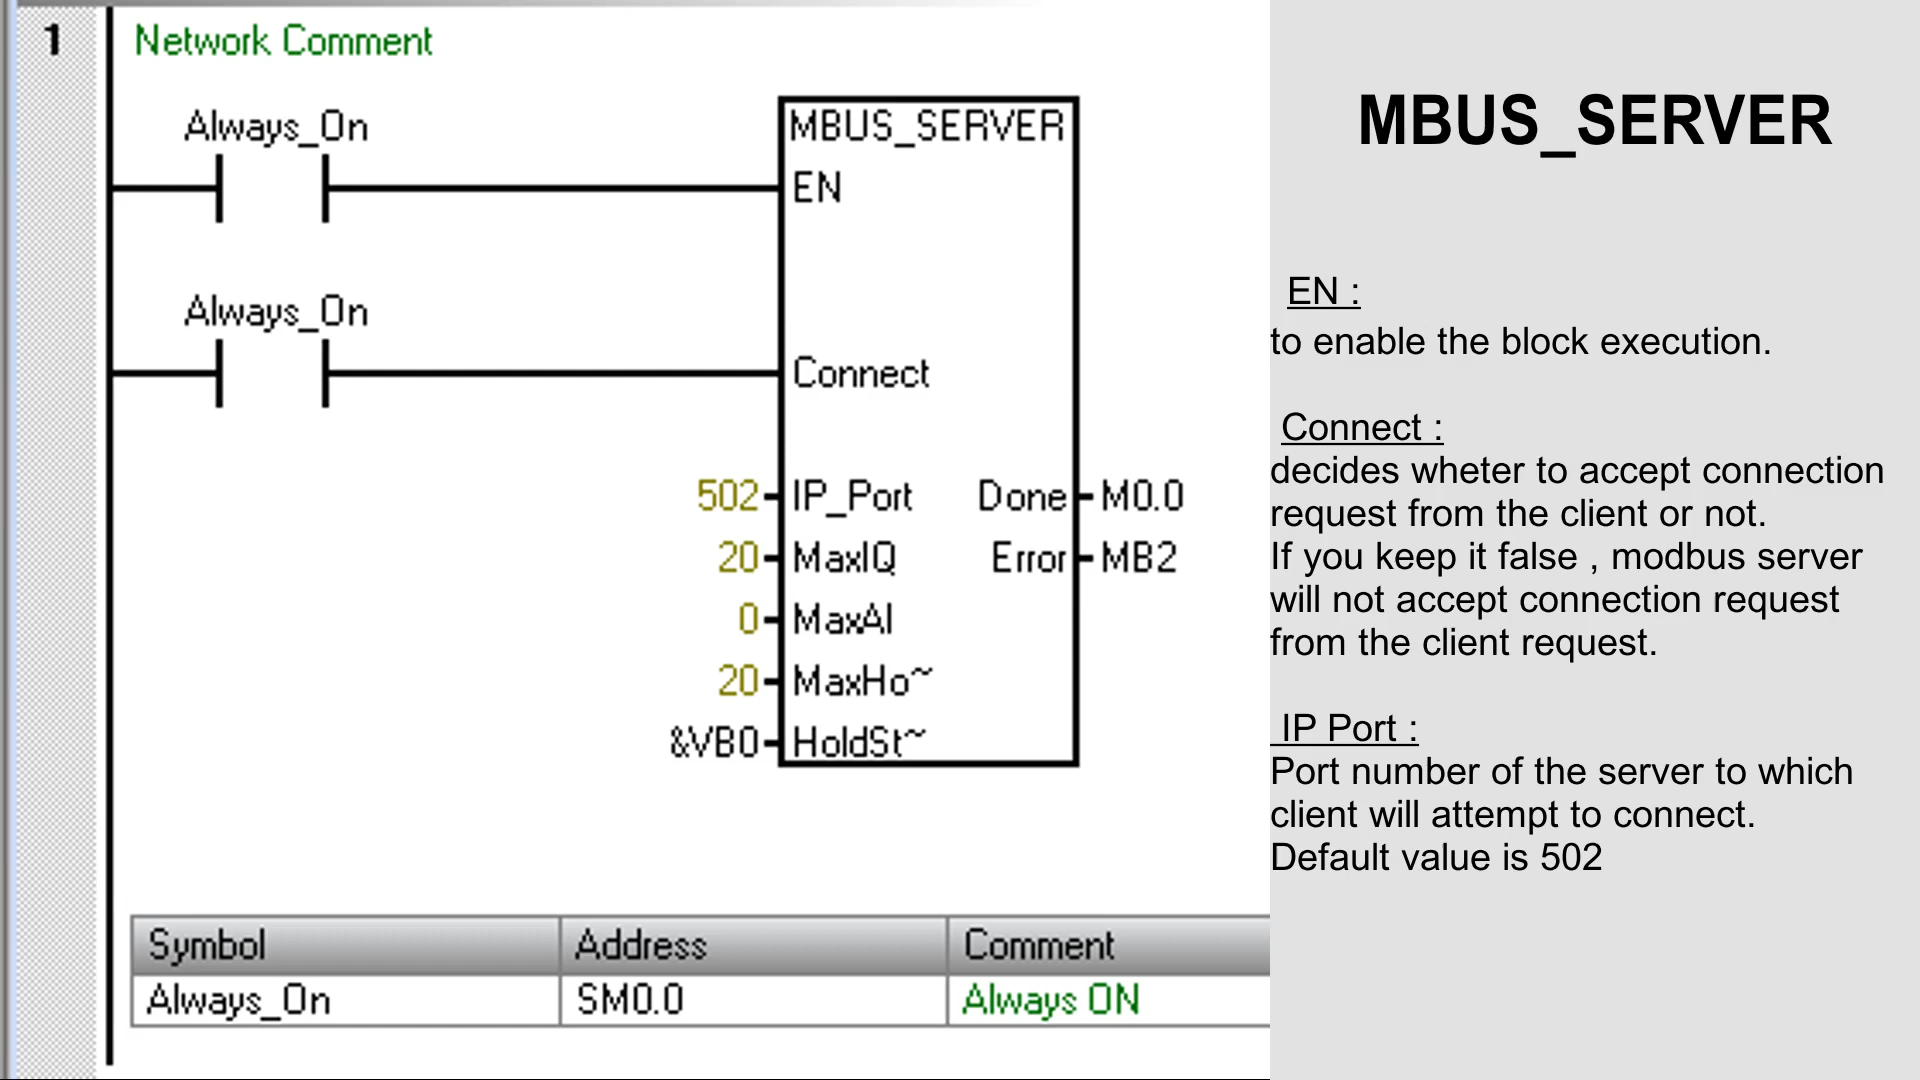 1
Network Comment
Always_On
MBUS_SERVER
EN
Always_On
Connect
502 IP_Port Done M0.0
20 MaxIQ Error MB2
0 MaxAI
20 MaxHo~
&VB0 HoldSt~
Symbol Address Comment
Always_On SM0.0 Always ON
MBUS_SERVER
EN :
to enable the block execution.
Connect :
decides wheter to accept connection
request from the client or not.
If you keep it false , modbus server
will not accept connection request
from the client request.
IP Port :
Port number of the server to which
client will attempt to connect.
Default value is 502